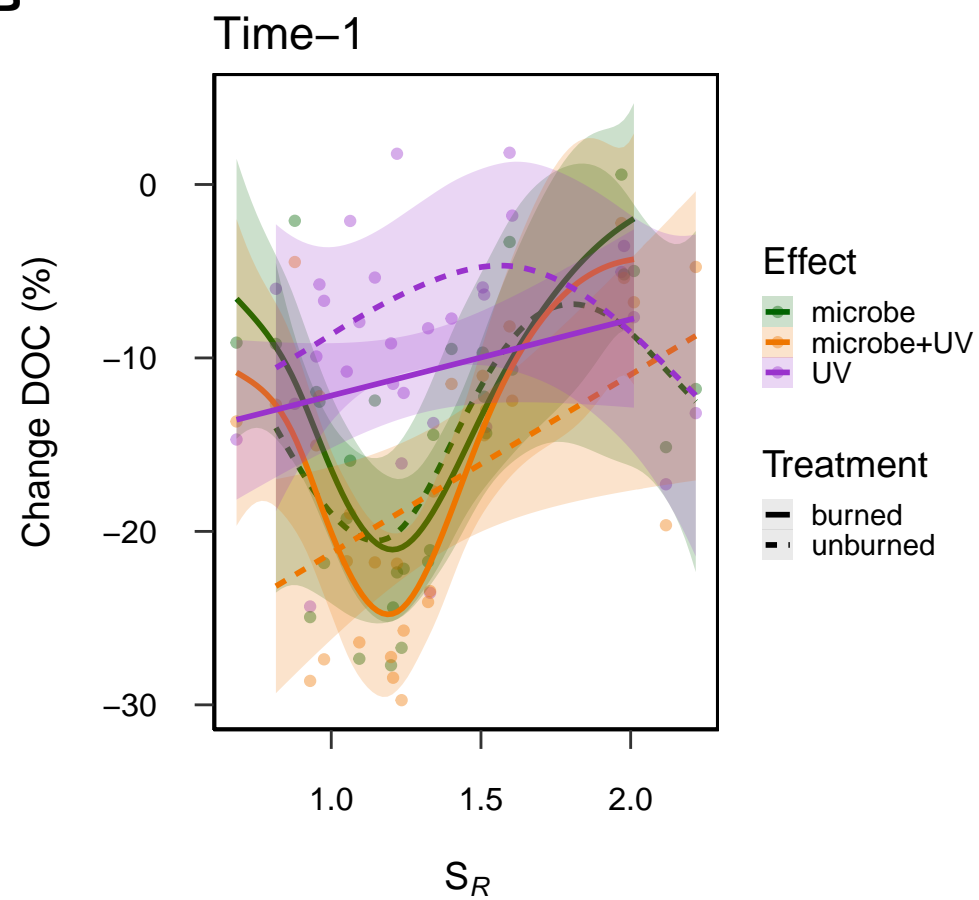 Time−1
Change DOC (%)
0
−10
−20
−30
1.0 1.5 2.0
S_R
Effect
microbe
microbe+UV
UV
Treatment
burned
unburned